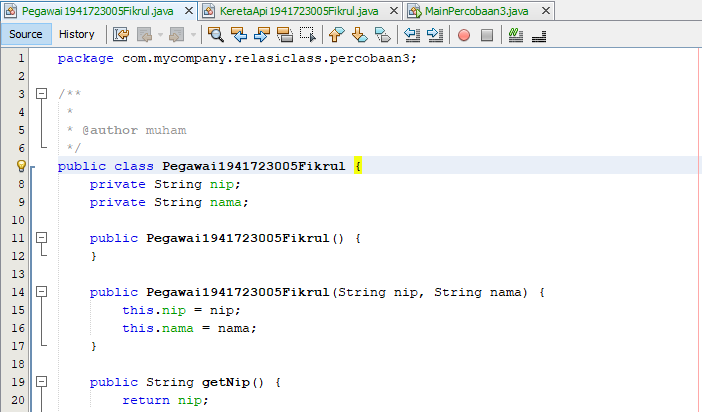 Pegawai1941723005Fikrul.java KeretaApi1941723005Fikrul.java MainPercobaan3.java
Source History
1 package com.mycompany.relasiclass.percobaan3;
2
3 /**
4 *
5 * @author muham
6 */
public class Pegawai1941723005Fikrul {
8 private String nip;
9 private String nama;
10
11 public Pegawai1941723005Fikrul() {
12 }
13
14 public Pegawai1941723005Fikrul(String nip, String nama) {
15 this.nip = nip;
16 this.nama = nama;
17 }
18
19 public String getNip() {
20 return nip;